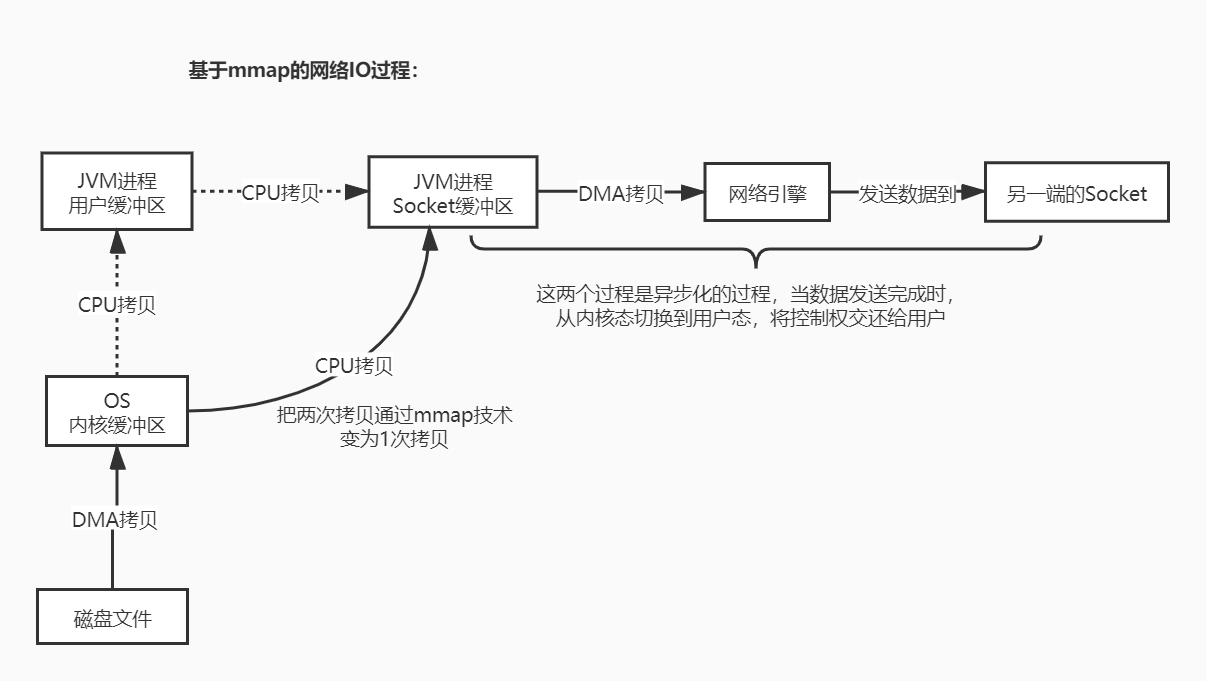 基于mmap的网络IO过程：
JVM进程
用户缓冲区
CPU拷贝
JVM进程
Socket缓冲区
DMA拷贝
网络引擎
发送数据到
另一端的Socket
这两个过程是异步化的过程，当数据发送完成时，
从内核态切换到用户态，将控制权交还给用户
CPU拷贝
CPU拷贝
OS
内核缓冲区
把两次拷贝通过mmap技术
变为1次拷贝
DMA拷贝
磁盘文件